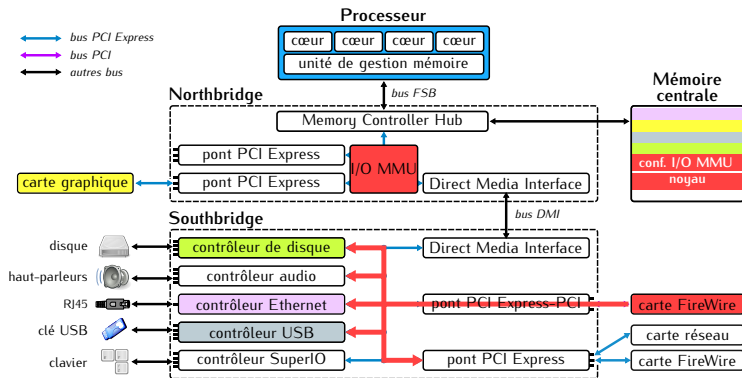 Processeur
cœur cœur cœur cœur
unité de gestion mémoire
bus PCI Express
bus PCI
autres bus
bus FSB
Northbridge
Memory Controller Hub
pont PCI Express
pont PCI Express
I/O MMU
Direct Media Interface
carte graphique
Mémoire
centrale
conf. I/O MMU
noyau
bus DMI
Southbridge
disque
contrôleur de disque
Direct Media Interface
haut-parleurs
contrôleur audio
RJ45
contrôleur Ethernet
pont PCI Express-PCI
carte FireWire
clé USB
contrôleur USB
carte réseau
clavier
contrôleur SuperIO
pont PCI Express
carte FireWire